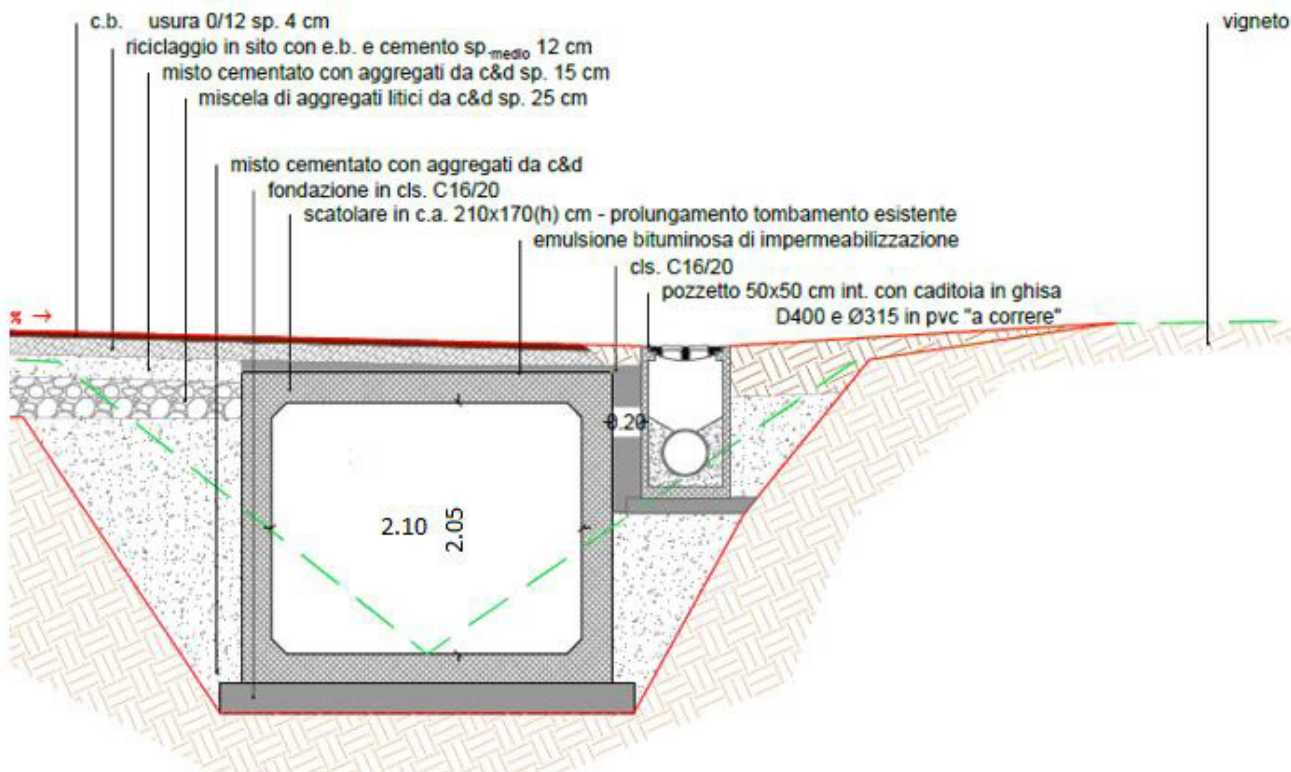 c.b. usura 0/12 sp. 4 cm
vigneto
riciclaggio in sito con e.b. e cemento sp.medio 12 cm
misto cementato con aggregati da c&d sp. 15 cm
miscela di aggregati litici da c&d sp. 25 cm
misto cementato con aggregati da c&d
fondazione in cls. C16/20
scatolare in c.a. 210x170(h) cm - prolungamento tombamento esistente
emulsione bituminosa di impermeabilizzazione
cls. C16/20
pozzetto 50x50 cm int. con caditoia in ghisa
D400 e Ø315 in pvc "a correre"
% →
0.20
2.10
2.05